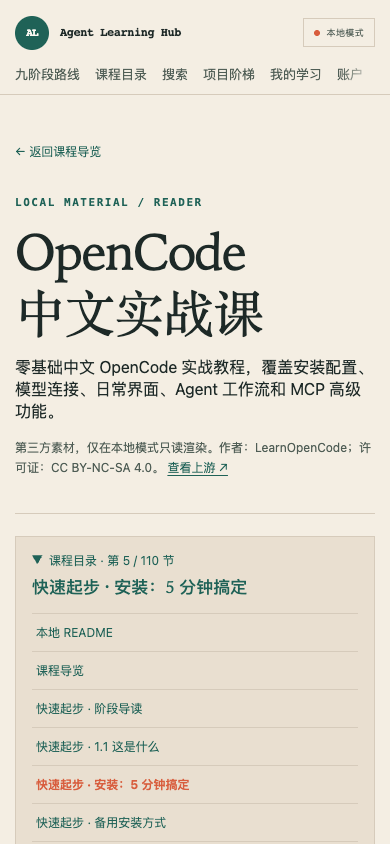 AL Agent Learning Hub 本地模式
九阶段路线 课程目录 搜索 项目阶梯 我的学习 账户
← 返回课程导览
LOCAL MATERIAL / READER
OpenCode
中文实战课
零基础中文 OpenCode 实战教程，覆盖安装配置、
模型连接、日常界面、Agent 工作流和 MCP 高级
功能。
第三方素材，仅在本地模式只读渲染。作者：LearnOpenCode；许
可证：CC BY-NC-SA 4.0。 查看上游 ↗
▼ 课程目录 · 第 5 / 110 节
快速起步 · 安装：5 分钟搞定
本地 README
课程导览
快速起步 · 阶段导读
快速起步 · 1.1 这是什么
快速起步 · 安装：5 分钟搞定
快速起步 · 备用安装方式